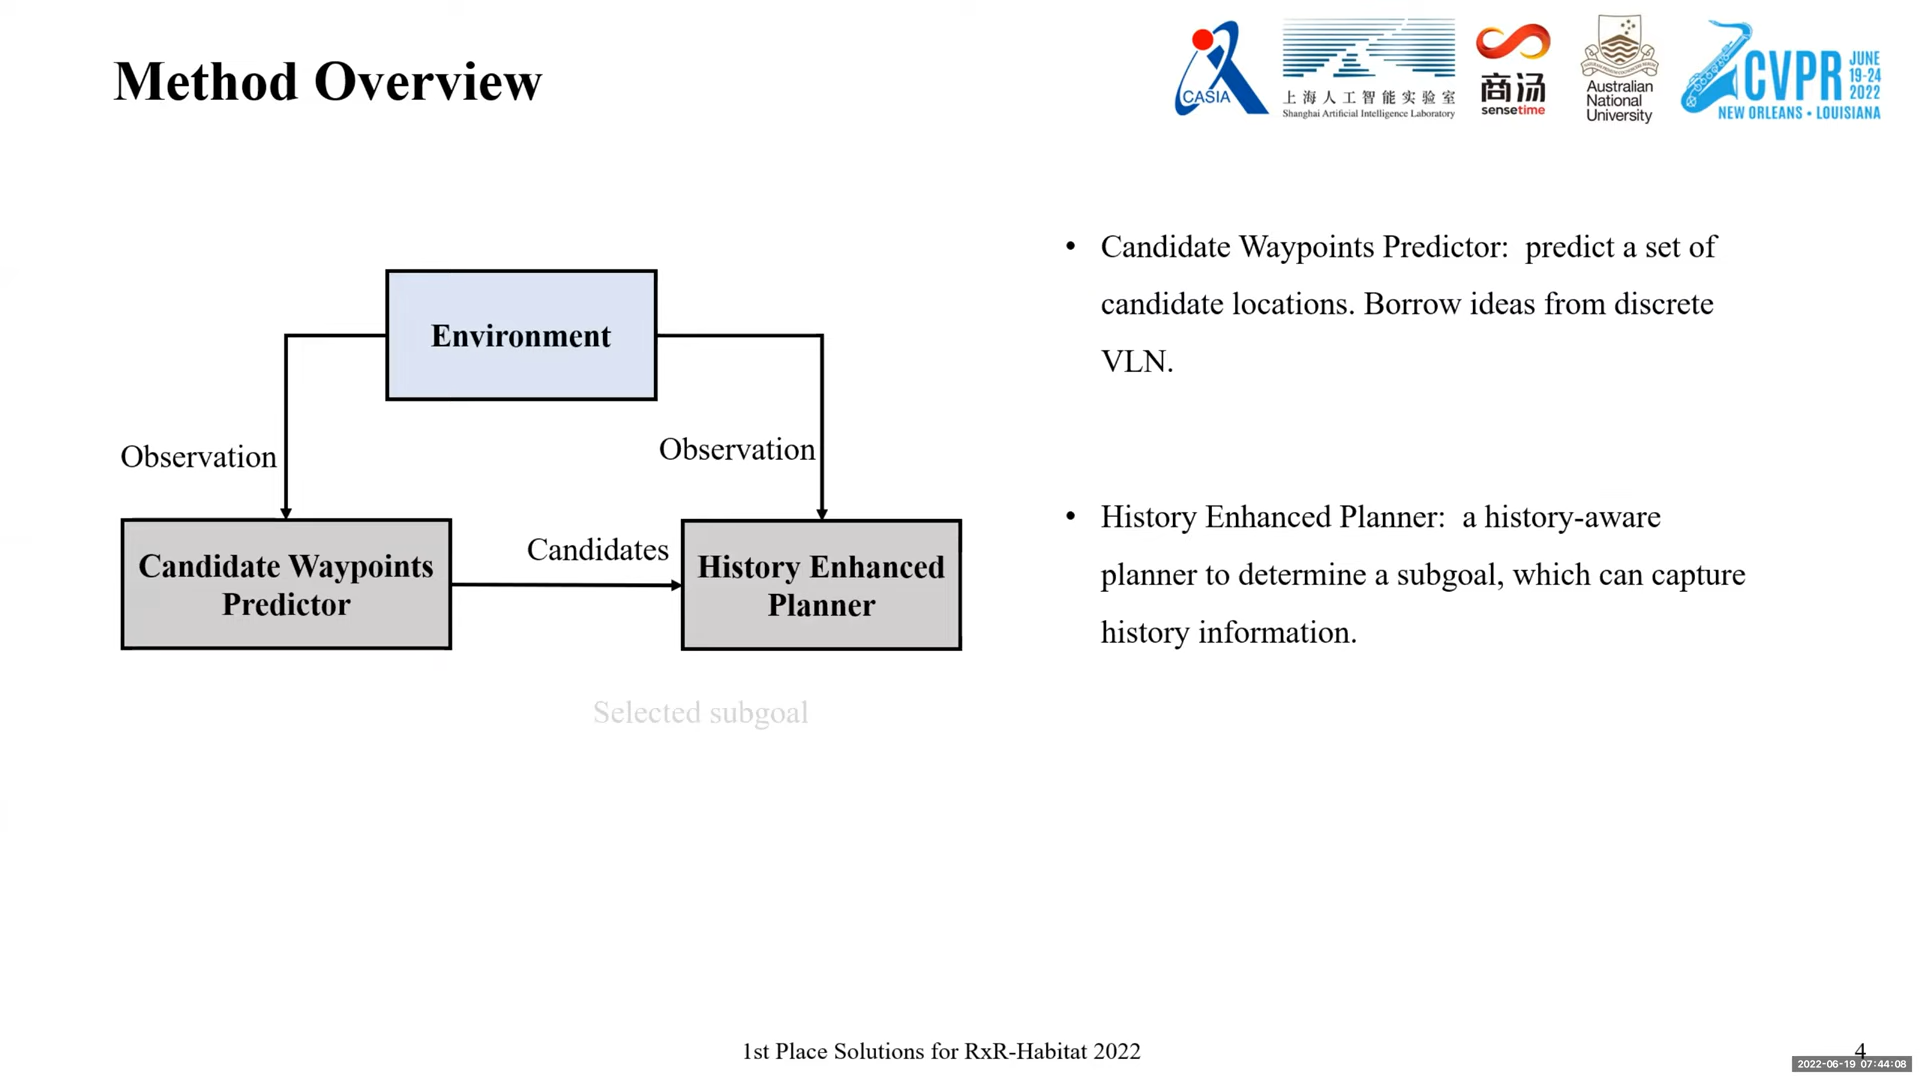 Method Overview
CASIA
上海人工智能实验室
Shanghai Artificial Intelligence Laboratory
商汤
sensetime
Australian
National
University
CVPR
JUNE
19-24
2022
NEW ORLEANS • LOUISIANA
Environment
Observation
Observation
Candidate Waypoints
Predictor
Candidates
History Enhanced
Planner
Selected subgoal
• Candidate Waypoints Predictor: predict a set of
candidate locations. Borrow ideas from discrete
VLN.
• History Enhanced Planner: a history-aware
planner to determine a subgoal, which can capture
history information.
1st Place Solutions for RxR-Habitat 2022
4
2022-06-19 07:44:08